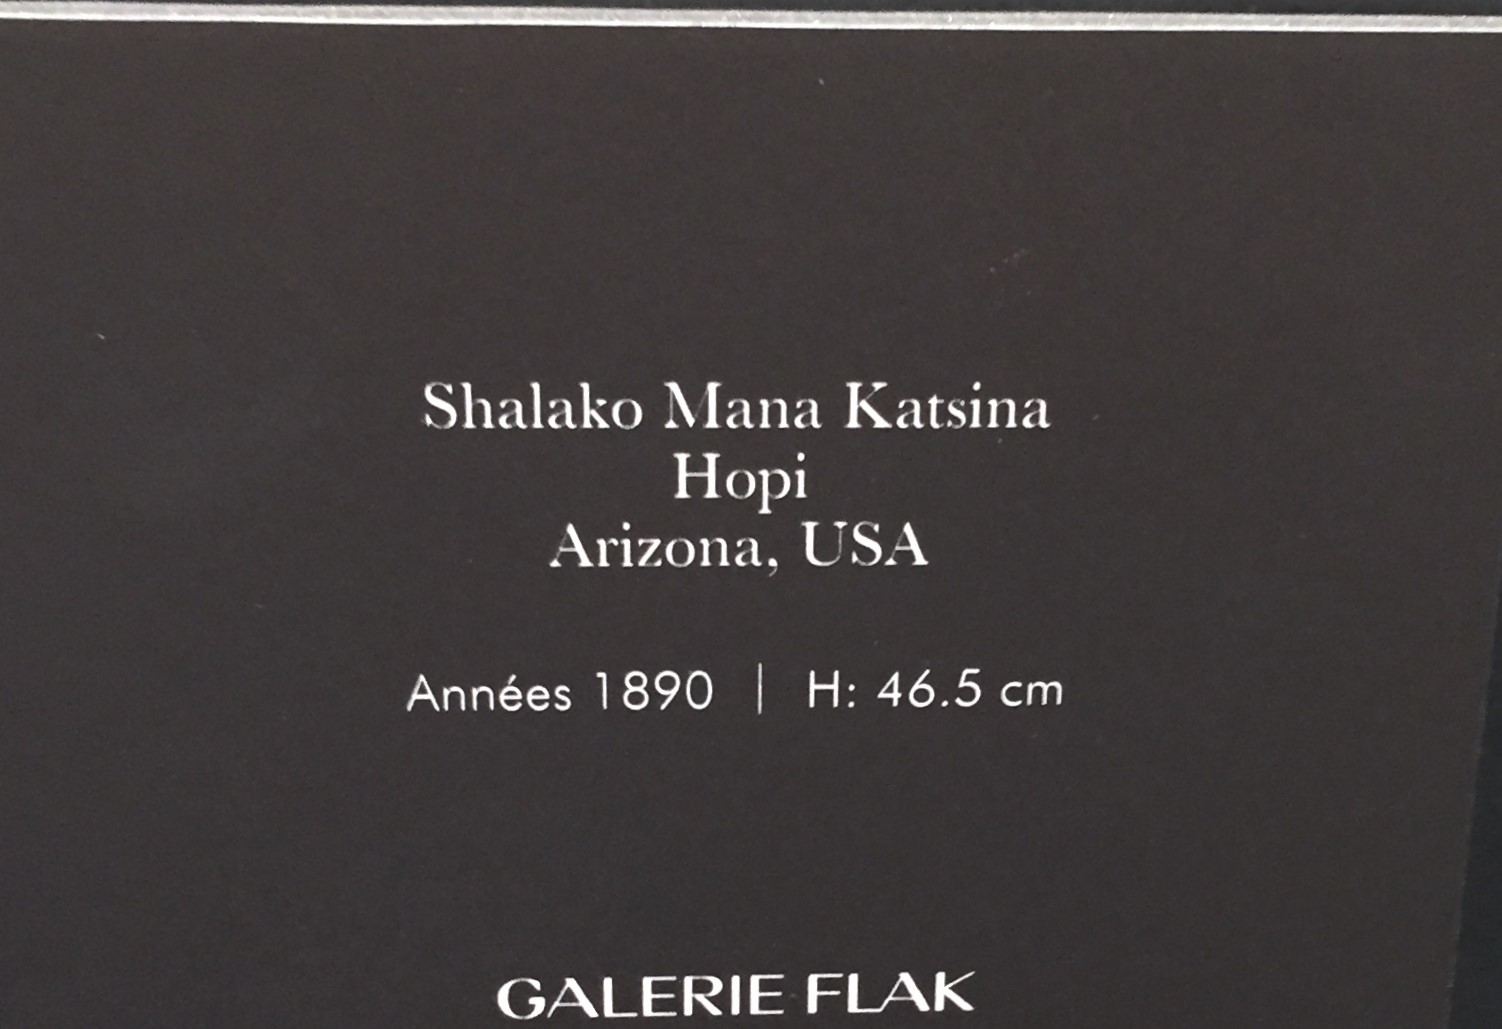 Shalako Mana Katsina
Hopi
Arizona, USA
Années 1890 | H: 46.5 cm
GALERIE FLAK